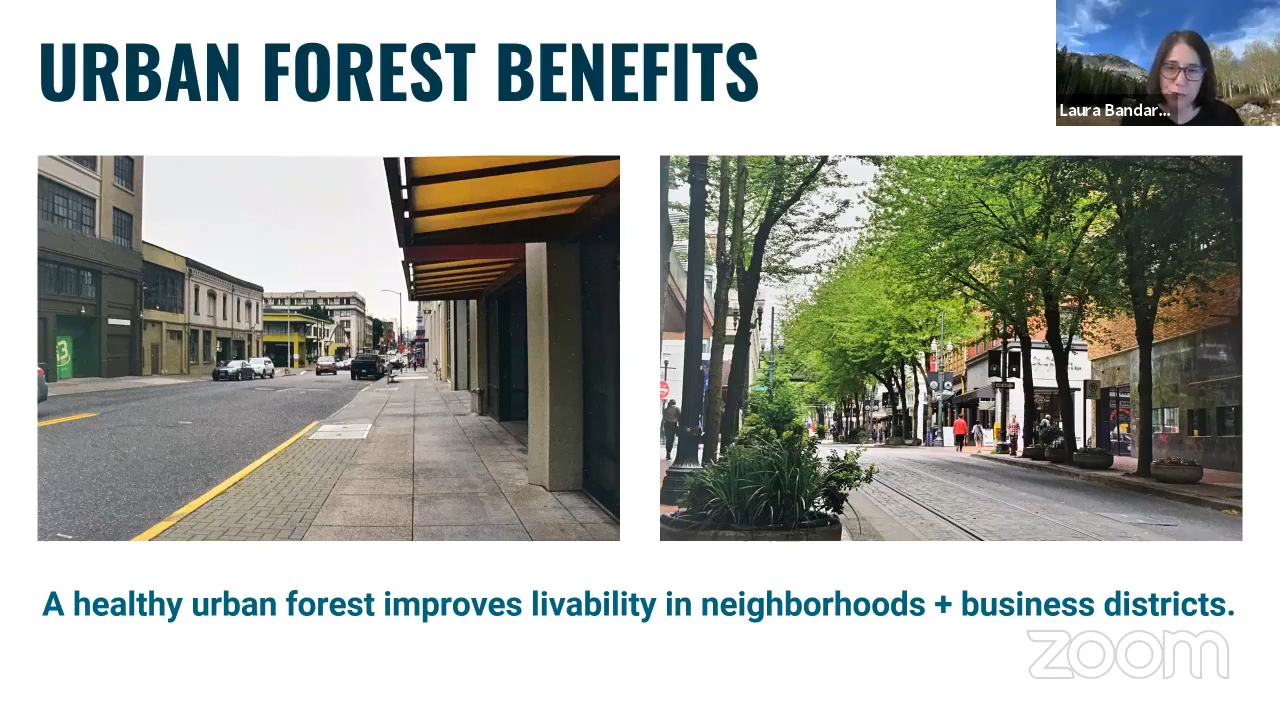 URBAN FOREST BENEFITS
Laura Bandar...
A healthy urban forest improves livability in neighborhoods + business districts.
zoom